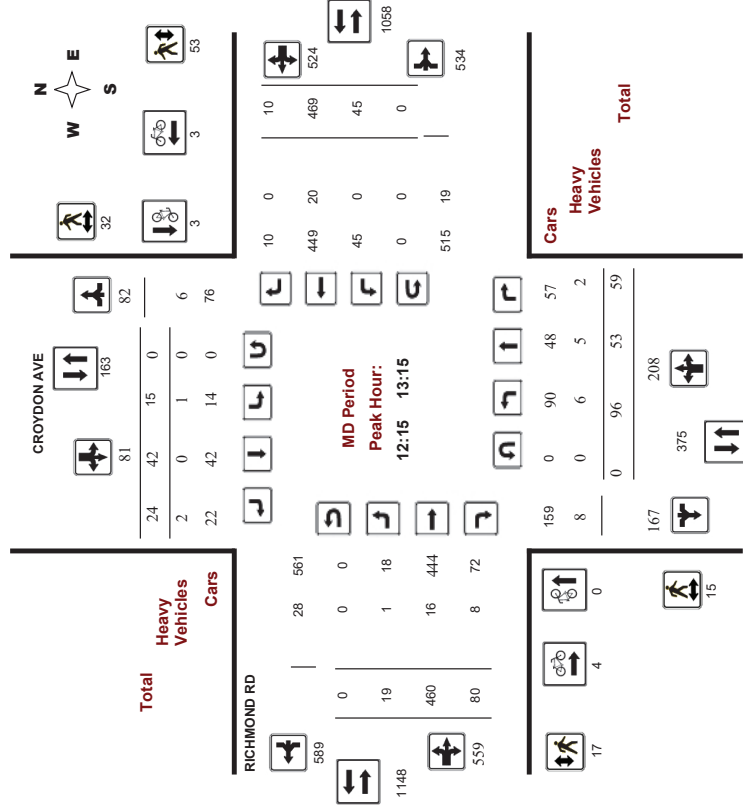 CROYDON AVE
163
81
82
24 42 15 0
2 0 1 0 6
22 42 14 0 76
Total
Heavy
Vehicles
Cars
N
W E
S
32
53
3
3
524
1058
534
10 0 10
449 20 469
45 0 45
0 0 0
515 19
MD Period
Peak Hour:
12:15 13:15
RICHMOND RD
589
1148
559
28 561
0 0 0
19 1 18
460 16 444
80 8 72
Cars
Heavy
Vehicles
Total
159 0 90 48 57
8 0 6 5 2
0 96 53 59
167
208
375
17
4
0
15